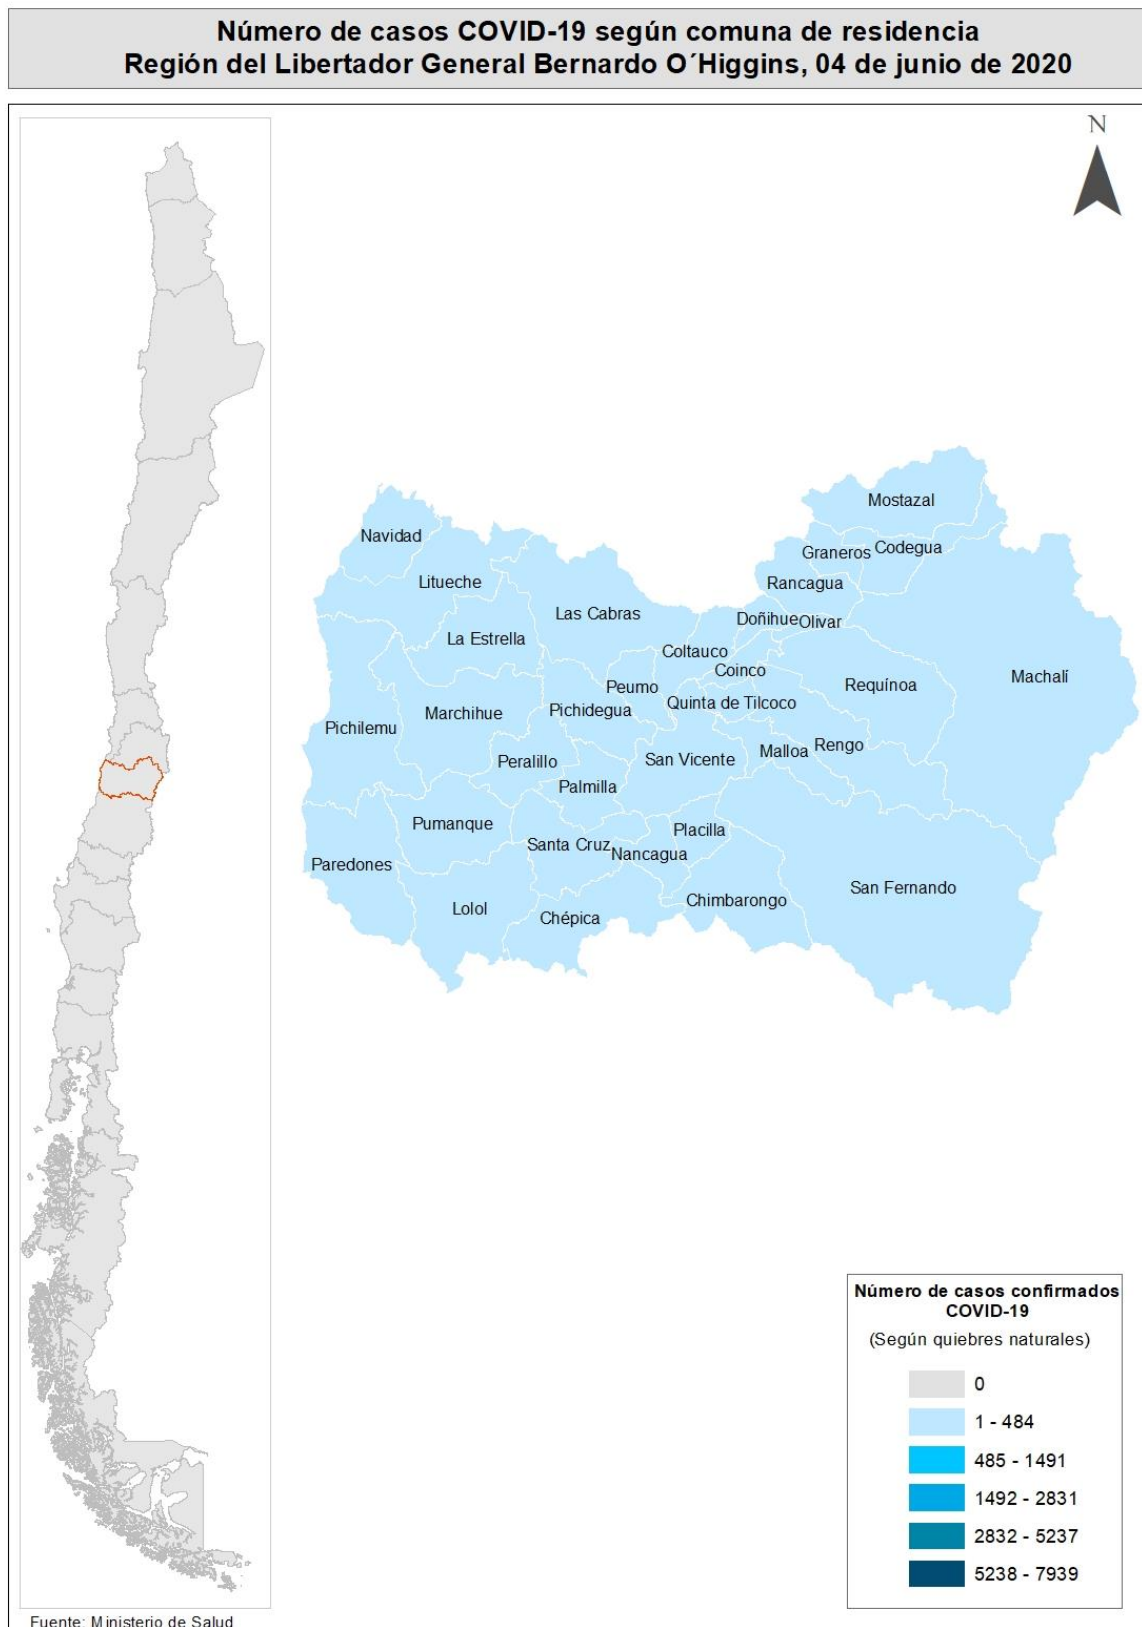 Número de casos COVID-19 según comuna de residencia
Región del Libertador General Bernardo O´Higgins, 04 de junio de 2020
N
Mostazal
Navidad
Graneros
Codegua
Litueche
Rancagua
Las Cabras
Doñihue
Olivar
La Estrella
Coltauco
Coinco
Machalí
Peumo
Requínoa
Quinta de Tilcoco
Marchihue
Pichidegua
Pichilemu
Rengo
Malloa
Peralillo
San Vicente
Palmilla
Pumanque
Placilla
Santa Cruz
Nancagua
Paredones
San Fernando
Chimbarongo
Lolol
Chépica
Número de casos confirmados
COVID-19
(Según quiebres naturales)
0
1 - 484
485 - 1491
1492 - 2831
2832 - 5237
5238 - 7939
Fuente: Ministerio de Salud